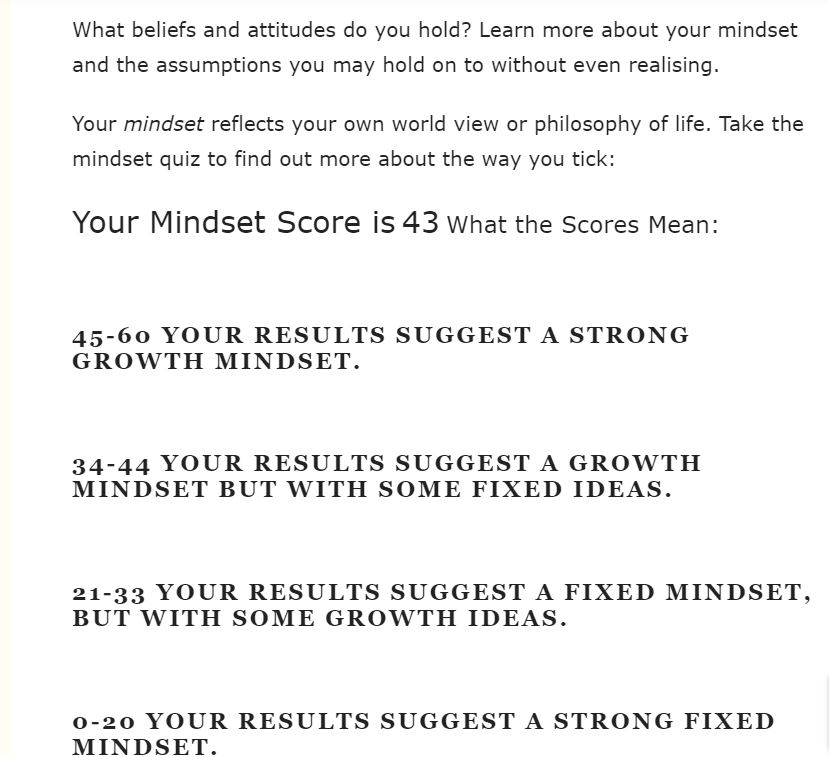 What beliefs and attitudes do you hold? Learn more about your mindset
and the assumptions you may hold on to without even realising.
Your mindset reflects your own world view or philosophy of life. Take the
mindset quiz to find out more about the way you tick:
Your Mindset Score is 43 What the Scores Mean:
45-60 YOUR RESULTS SUGGEST A STRONG
GROWTH MINDSET.
34-44 YOUR RESULTS SUGGEST A GROWTH
MINDSET BUT WITH SOME FIXED IDEAS.
21-33 YOUR RESULTS SUGGEST A FIXED MINDSET,
BUT WITH SOME GROWTH IDEAS.
0-20 YOUR RESULTS SUGGEST A STRONG FIXED
MINDSET.